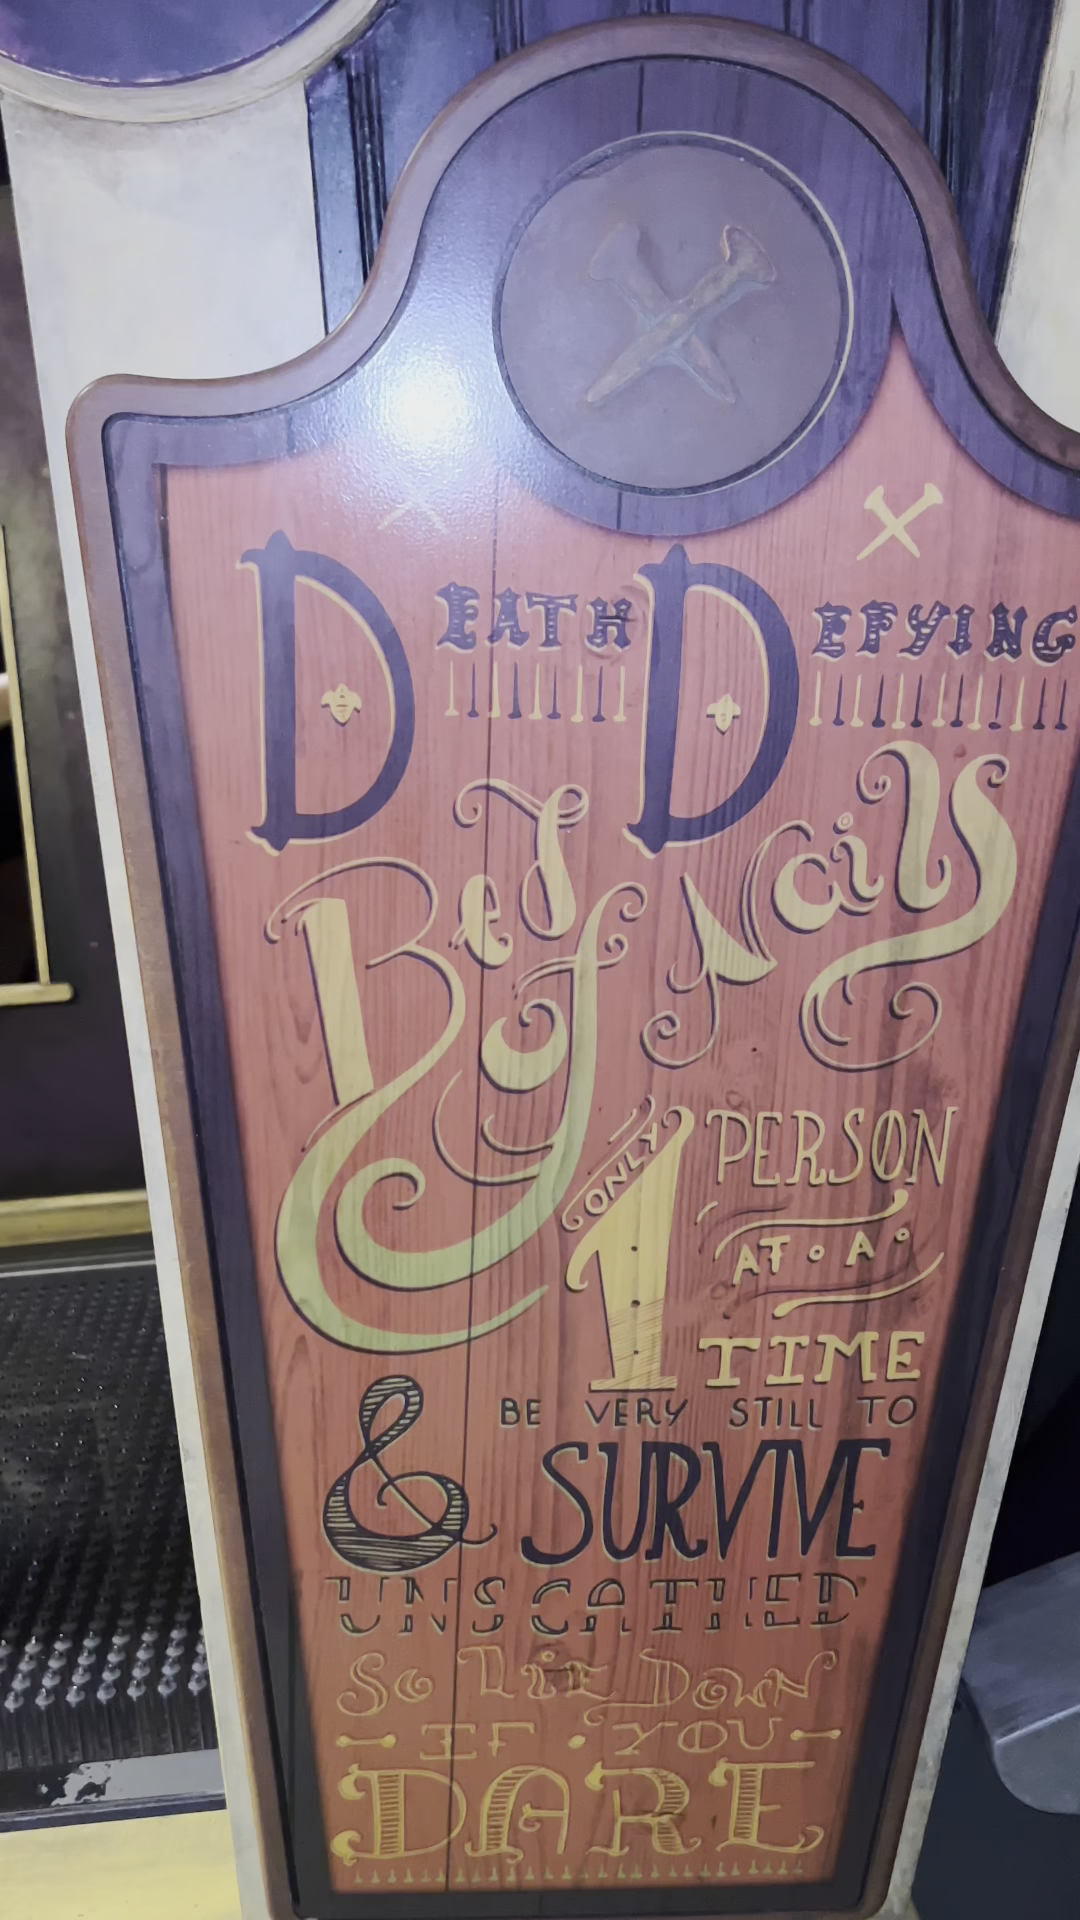 DEATH DEFYING
Bed
Of Nails
ONLY 1 PERSON
AT A
TIME
& BE VERY STILL TO
SURVIVE
UNSCATHED
So LiE DowN
IF YOU
DARE